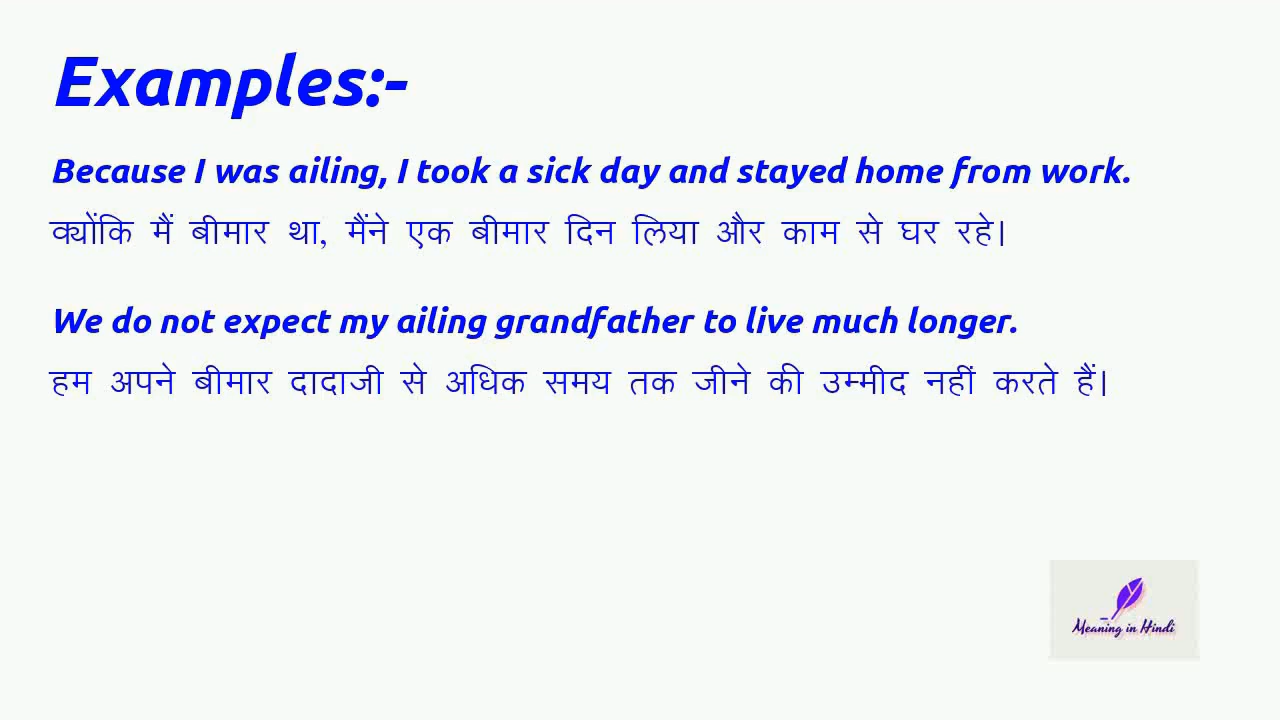 Examples:-
Because I was ailing, I took a sick day and stayed home from work.
क्योंकि मैं बीमार था, मैंने एक बीमार दिन लिया और काम से घर रहे।
We do not expect my ailing grandfather to live much longer.
हम अपने बीमार दादाजी से अधिक समय तक जीने की उम्मीद नहीं करते हैं।
Meaning in Hindi